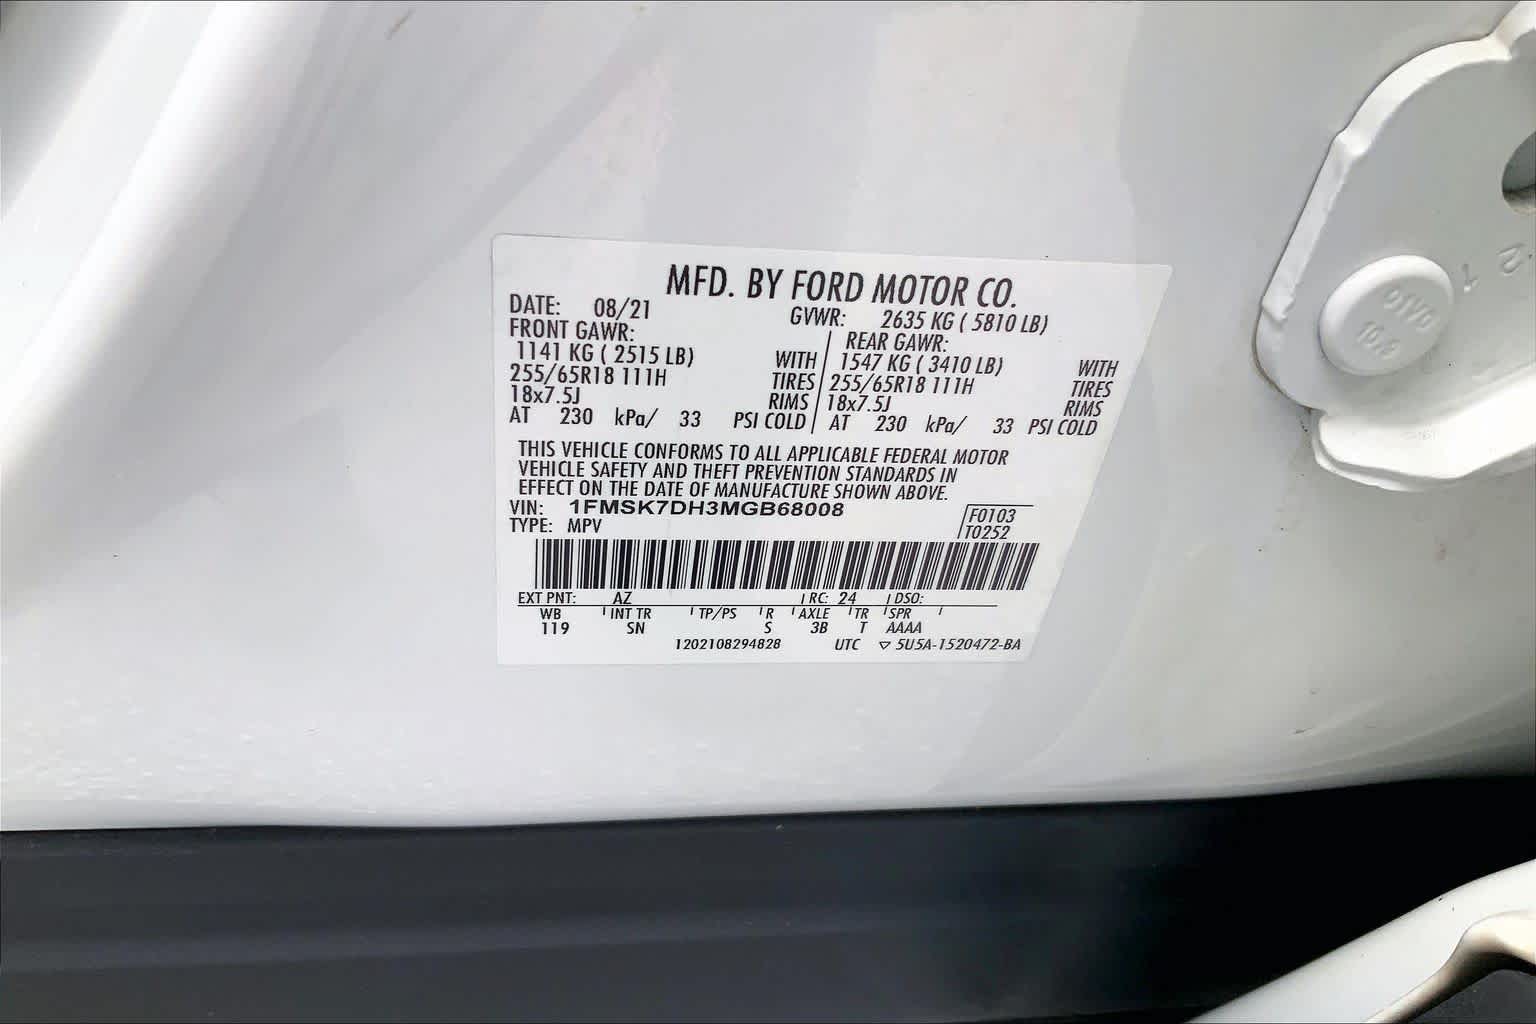 MFD. BY FORD MOTOR CO.
DATE: 08/21 GVWR: 2635 KG ( 5810 LB)
FRONT GAWR: REAR GAWR:
1141 KG ( 2515 LB) WITH 1547 KG ( 3410 LB) WITH
255/65R18 111H TIRES 255/65R18 111H TIRES
18x7.5J RIMS 18x7.5J RIMS
AT 230 kPa/ 33 PSI COLD AT 230 kPa/ 33 PSI COLD
THIS VEHICLE CONFORMS TO ALL APPLICABLE FEDERAL MOTOR
VEHICLE SAFETY AND THEFT PREVENTION STANDARDS IN
EFFECT ON THE DATE OF MANUFACTURE SHOWN ABOVE.
VIN: 1FMSK7DH3MGB68008 F0103
TYPE: MPV T0252
EXT PNT: AZ RC: 24 DSO:
WB INT TR TP/PS R AXLE TR SPR
119 SN S 3B T AAAA
1202108294828 UTC ▽ 5U5A-1520472-BA
10.9